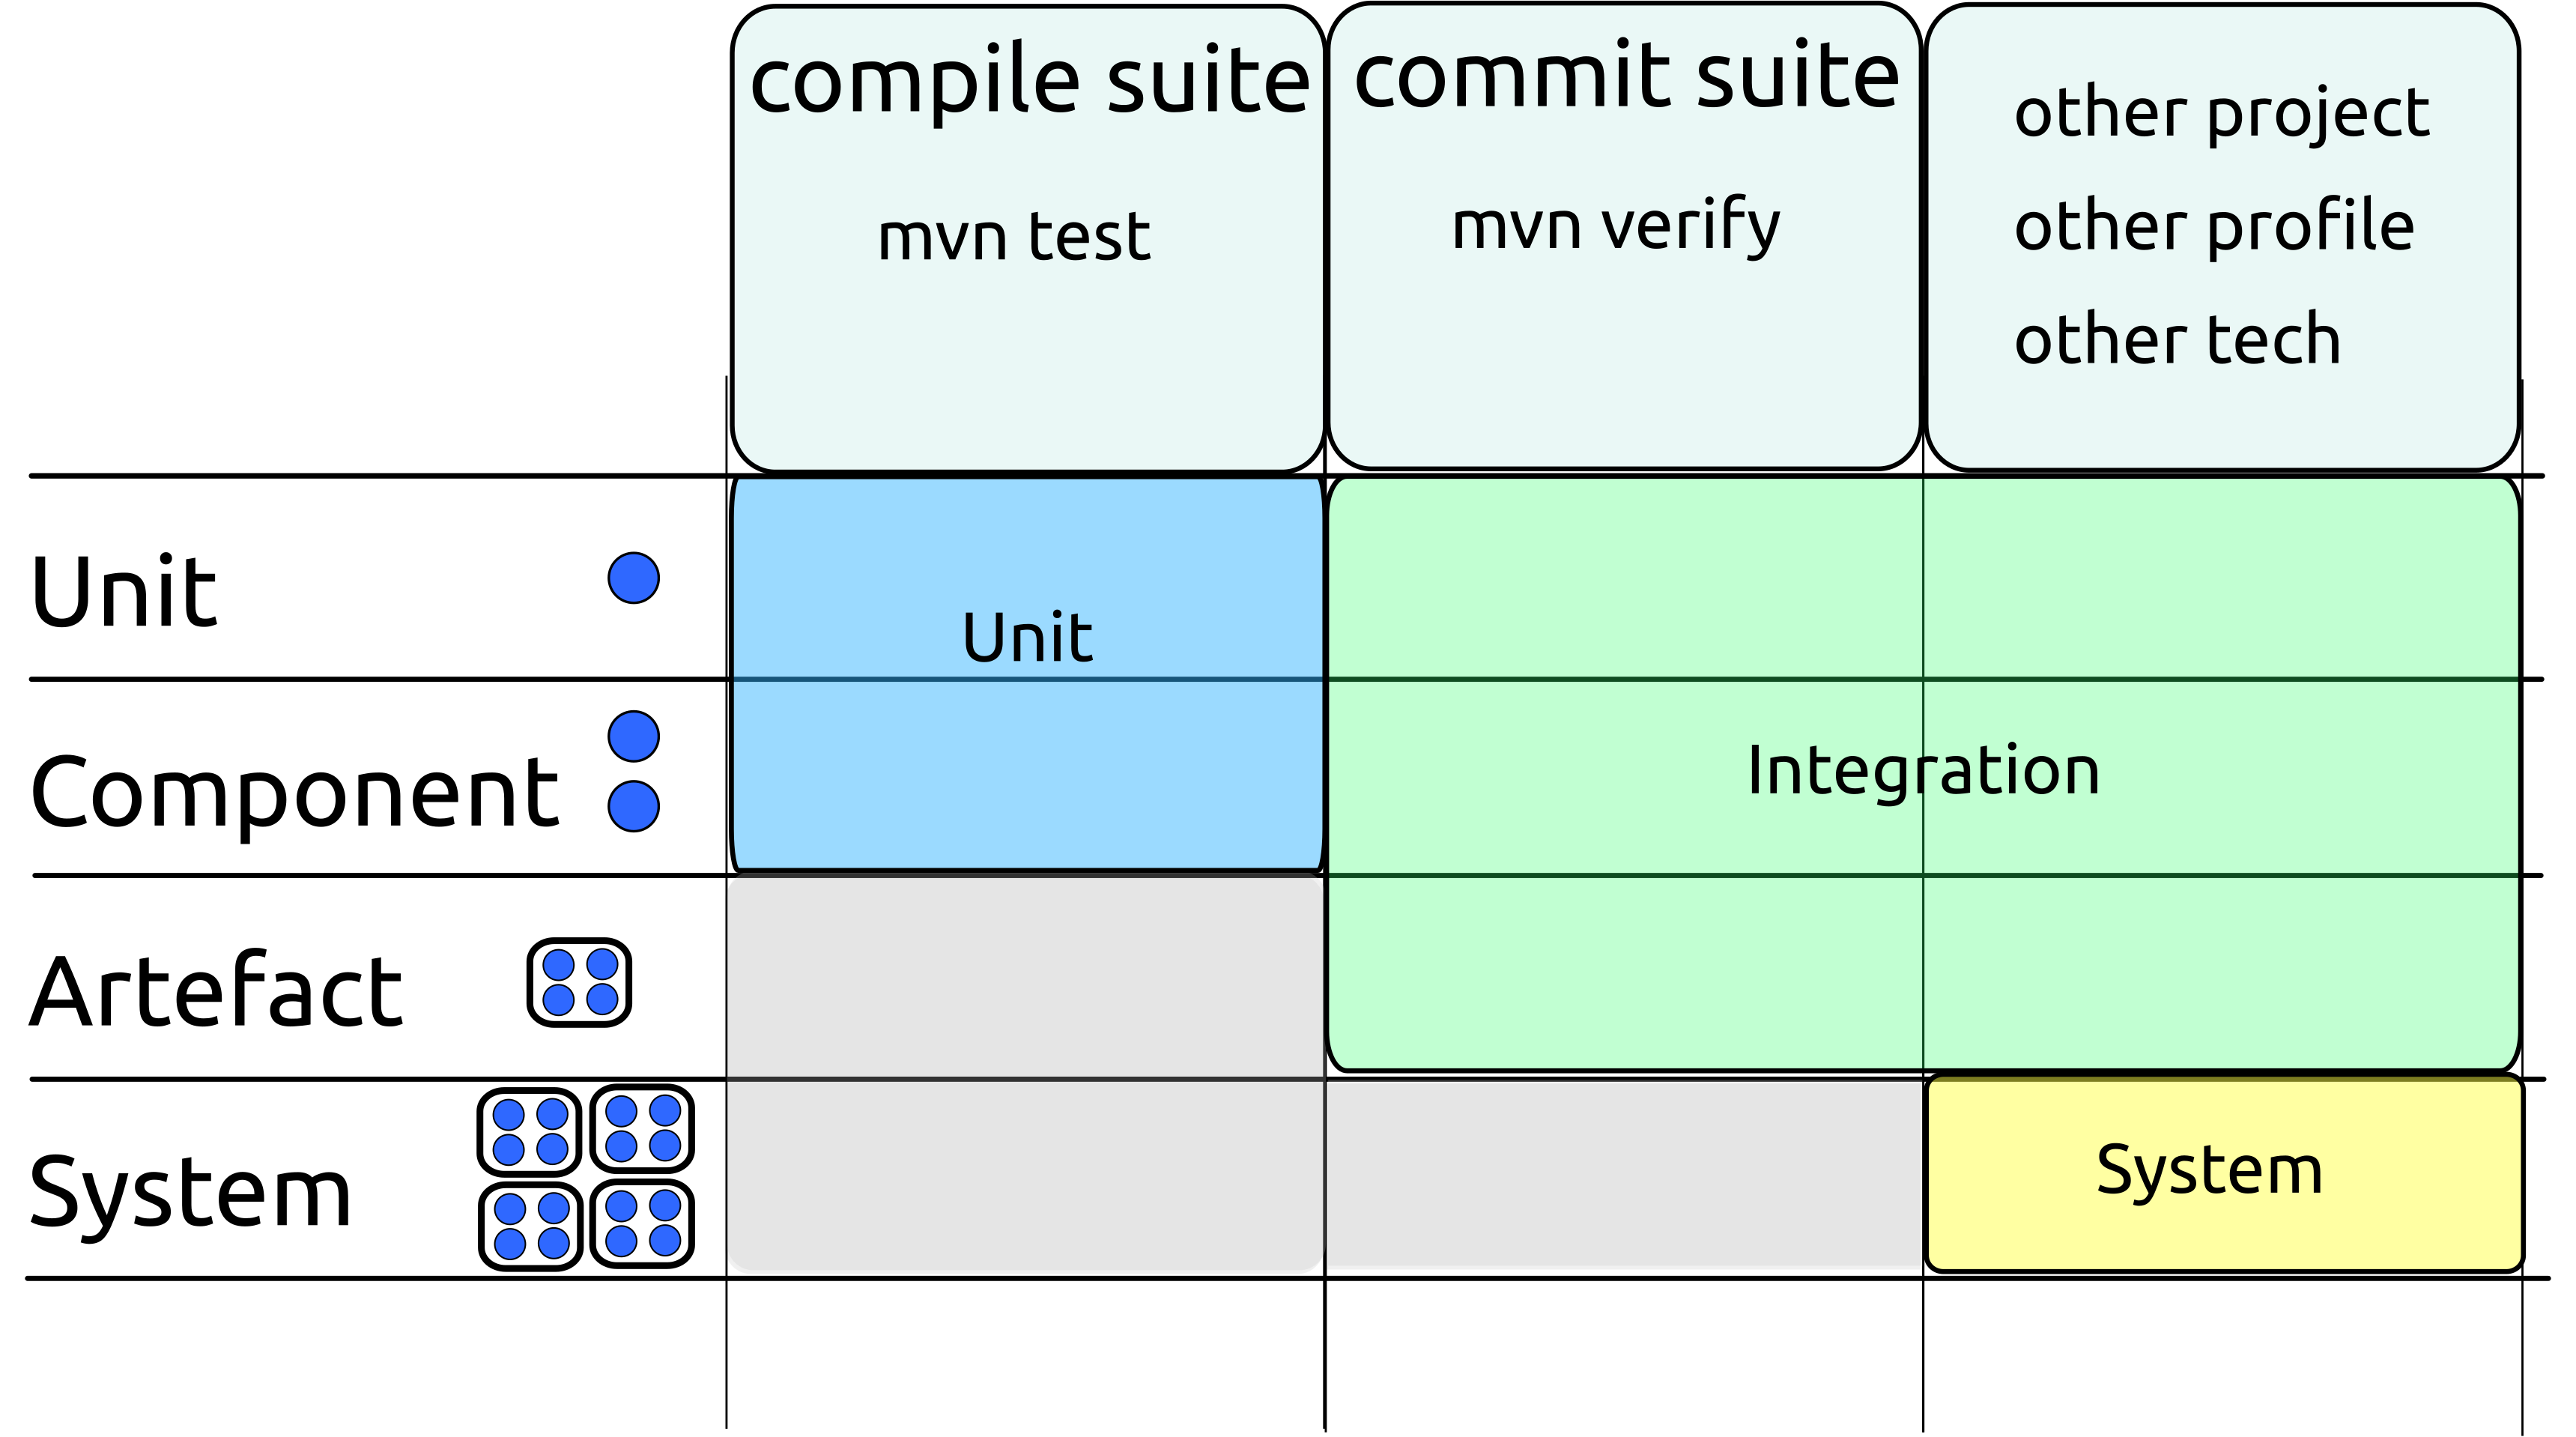 compile suite
mvn test
commit suite
mvn verify
other project
other profile
other tech
Unit
Unit
Component
Integration
Artefact
System
System